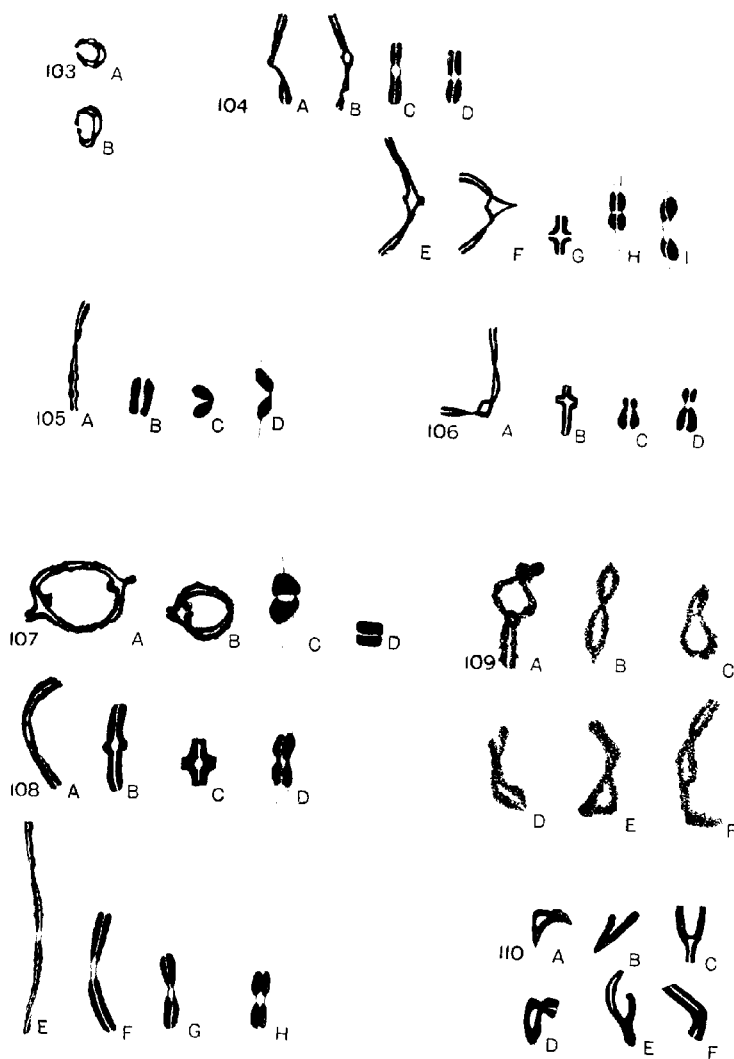 103 A
B
104 A B C D
E F G H I
105 A B C D
106 A B C D
107 A B C D
109 A B C
108 A B C D
D E F
E F G H
110 A B C
D E F